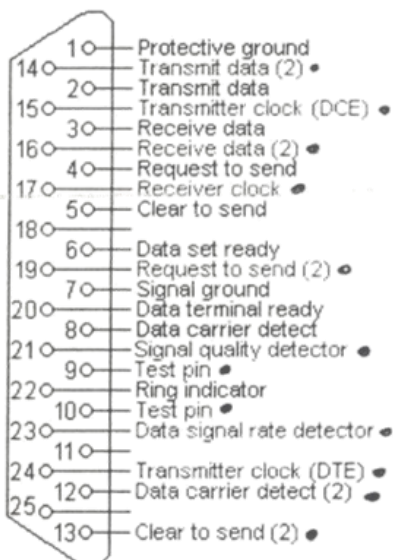 1 Protective ground
14 Transmit data (2)
2 Transmit data
15 Transmitter clock (DCE)
3 Receive data
16 Receive data (2)
4 Request to send
17 Receiver clock
5 Clear to send
18
6 Data set ready
19 Request to send (2)
7 Signal ground
20 Data terminal ready
8 Data carrier detect
21 Signal quality detector
9 Test pin
22 Ring indicator
10 Test pin
23 Data signal rate detector
11
24 Transmitter clock (DTE)
12 Data carrier detect (2)
25
13 Clear to send (2)